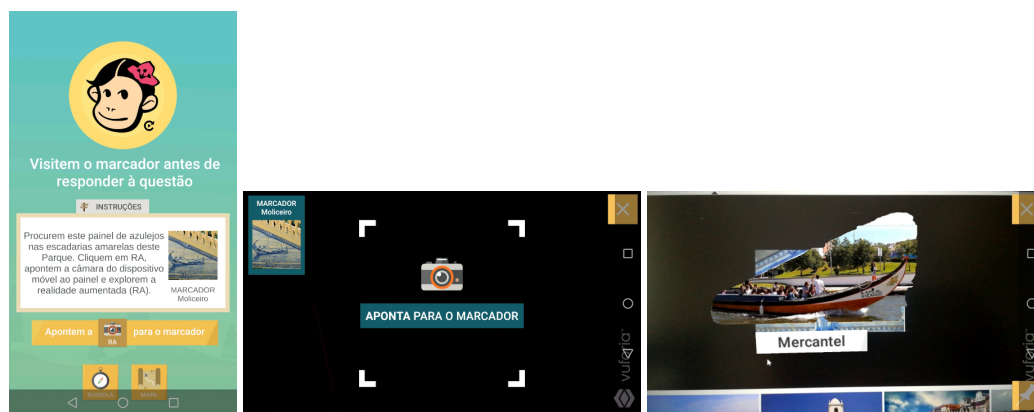 Visitem o marcador antes de
responder à questão
INSTRUÇÕES
Procurem este painel de azulejos
nas escadarias amarelas deste
Parque. Cliquem em RA,
apontem a câmara do dispositivo
móvel ao painel e explorem a
realidade aumentada (RA).
MARCADOR
Moliceiro
Apontem a
RA
para o marcador
BÚSSOLA
MAPA
MARCADOR
Moliceiro
APONTA PARA O MARCADOR
vuforia
Mercantel
vuforia